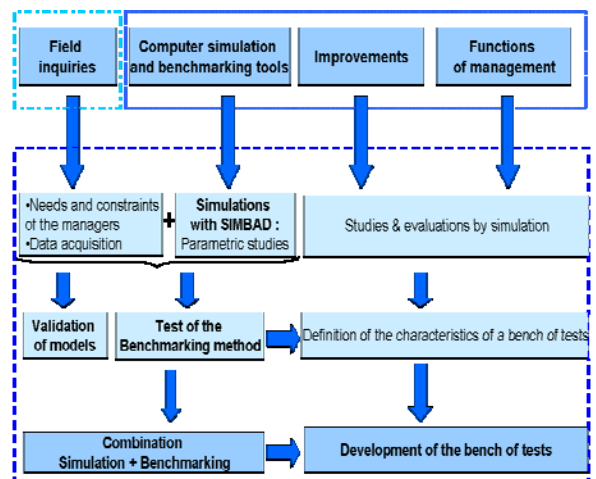 Field
inquiries
Computer simulation
and benchmarking tools
Improvements
Functions
of management
•Needs and constraints
of the managers
•Data acquisition
+
Simulations
with SIMBAD :
Parametric studies
Studies & evaluations by simulation
Validation
of models
Test of the
Benchmarking method
Definition of the characteristics of a bench of tests
Combination
Simulation + Benchmarking
Development of the bench of tests